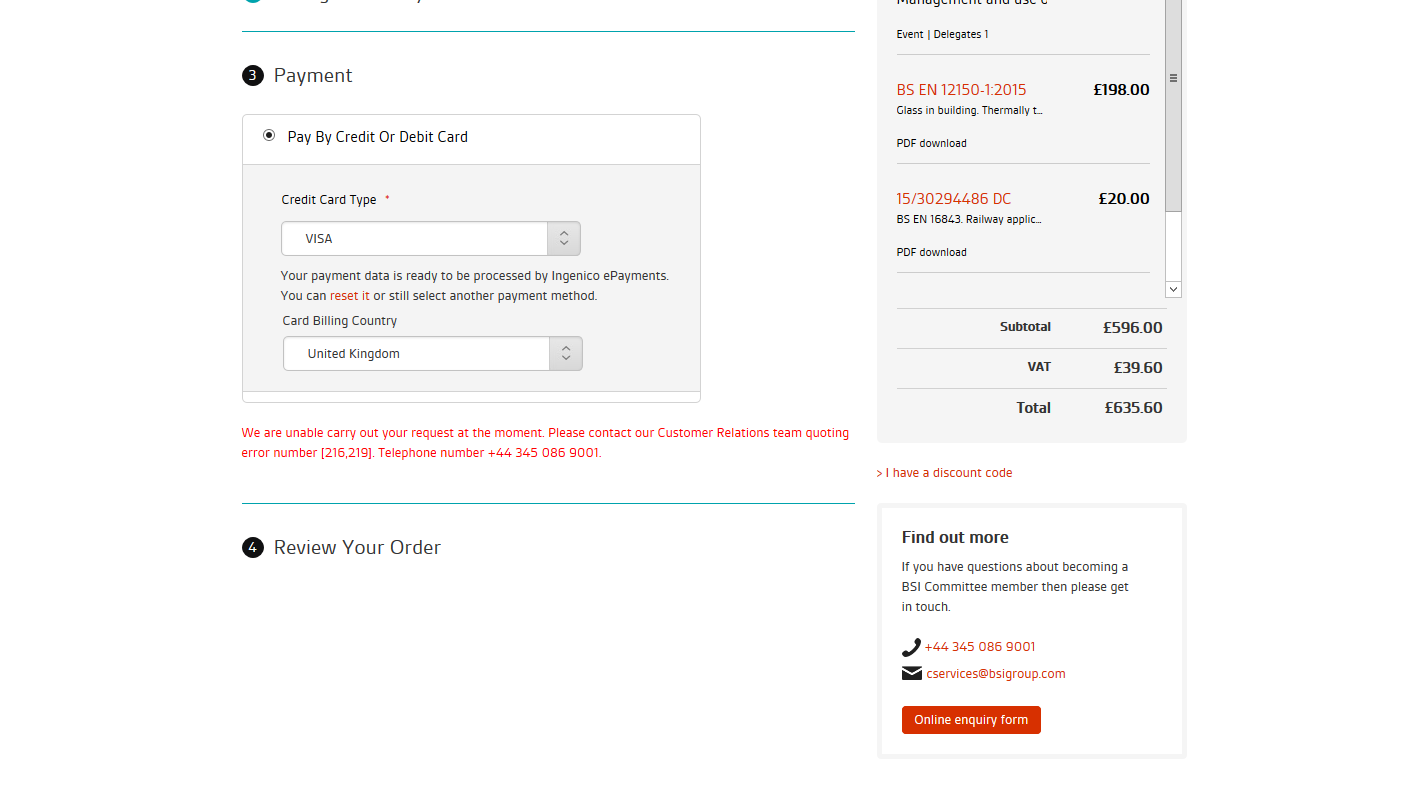 3 Payment
Pay By Credit Or Debit Card
Credit Card Type *
VISA
Your payment data is ready to be processed by Ingenico ePayments.
You can reset it or still select another payment method.
Card Billing Country
United Kingdom
We are unable carry out your request at the moment. Please contact our Customer Relations team quoting
error number [216,219]. Telephone number +44 345 086 9001.
4 Review Your Order
Event | Delegates 1
BS EN 12150-1:2015 £198.00
Glass in building. Thermally t...
PDF download
15/30294486 DC £20.00
BS EN 16843. Railway applic...
PDF download
Subtotal £596.00
VAT £39.60
Total £635.60
> I have a discount code
Find out more
If you have questions about becoming a
BSI Committee member then please get
in touch.
+44 345 086 9001
cservices@bsigroup.com
Online enquiry form